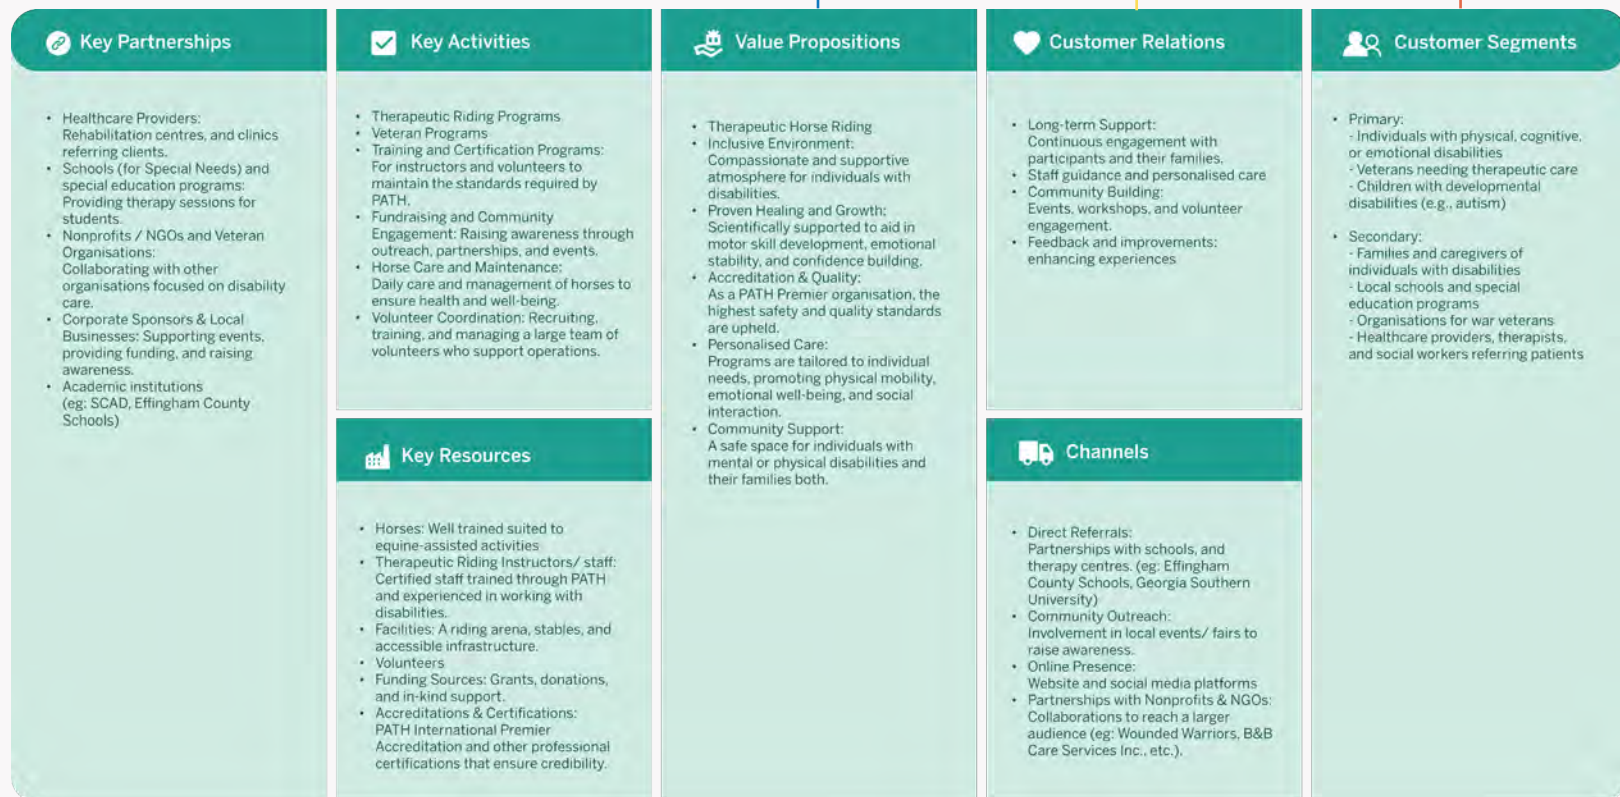 Key Partnerships
• Healthcare Providers:
Rehabilitation centres, and clinics
referring clients.
• Schools (for Special Needs) and
special education programs:
Providing therapy sessions for
students.
• Nonprofits / NGOs and Veteran
Organisations:
Collaborating with other
organisations focused on disability
care.
• Corporate Sponsors & Local
Businesses: Supporting events,
providing funding, and raising
awareness.
• Academic institutions
(eg: SCAD, Effingham County
Schools)
Key Activities
• Therapeutic Riding Programs
• Veteran Programs
• Training and Certification Programs:
For instructors and volunteers to
maintain the standards required by
PATH.
• Fundraising and Community
Engagement: Raising awareness through
outreach, partnerships, and events.
• Horse Care and Maintenance:
Daily care and management of horses to
ensure health and well-being.
• Volunteer Coordination: Recruiting,
training, and managing a large team of
volunteers who support operations.
Key Resources
• Horses: Well trained suited to
equine-assisted activities
• Therapeutic Riding Instructors/ staff:
Certified staff trained through PATH
and experienced in working with
disabilities.
• Facilities: A riding arena, stables, and
accessible infrastructure.
• Volunteers
• Funding Sources: Grants, donations,
and in-kind support.
• Accreditations & Certifications:
PATH International Premier
Accreditation and other professional
certifications that ensure credibility.
Value Propositions
• Therapeutic Horse Riding
• Inclusive Environment:
Compassionate and supportive
atmosphere for individuals with
disabilities.
• Proven Healing and Growth:
Scientifically supported to aid in
motor skill development, emotional
stability, and confidence building.
• Accreditation & Quality:
As a PATH Premier organisation, the
highest safety and quality standards
are upheld.
• Personalised Care:
Programs are tailored to individual
needs, promoting physical mobility,
emotional well-being, and social
interaction.
• Community Support:
A safe space for individuals with
mental or physical disabilities and
their families both.
Customer Relations
• Long-term Support:
Continuous engagement with
participants and their families.
• Staff guidance and personalised care
• Community Building:
Events, workshops, and volunteer
engagement.
• Feedback and improvements:
enhancing experiences
Channels
• Direct Referrals:
Partnerships with schools, and
therapy centres. (eg: Effingham
County Schools, Georgia Southern
University)
• Community Outreach:
Involvement in local events/ fairs to
raise awareness.
• Online Presence:
Website and social media platforms
• Partnerships with Nonprofits & NGOs:
Collaborations to reach a larger
audience (eg: Wounded Warriors, B&B
Care Services Inc., etc.).
Customer Segments
• Primary:
- Individuals with physical, cognitive,
or emotional disabilities
- Veterans needing therapeutic care
- Children with developmental
disabilities (e.g., autism)
• Secondary:
- Families and caregivers of
individuals with disabilities
- Local schools and special
education programs
- Organisations for war veterans
- Healthcare providers, therapists,
and social workers referring patients